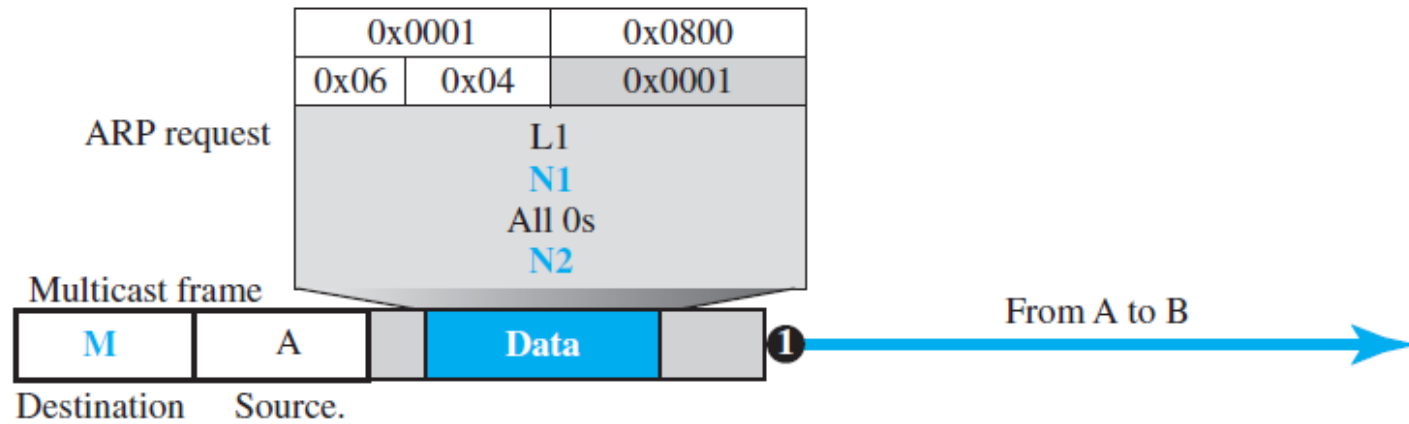 0x0001 0x0800
0x06 0x04 0x0001
ARP request
L1
N1
All 0s
N2
Multicast frame
M A Data 1
From A to B
Destination Source.